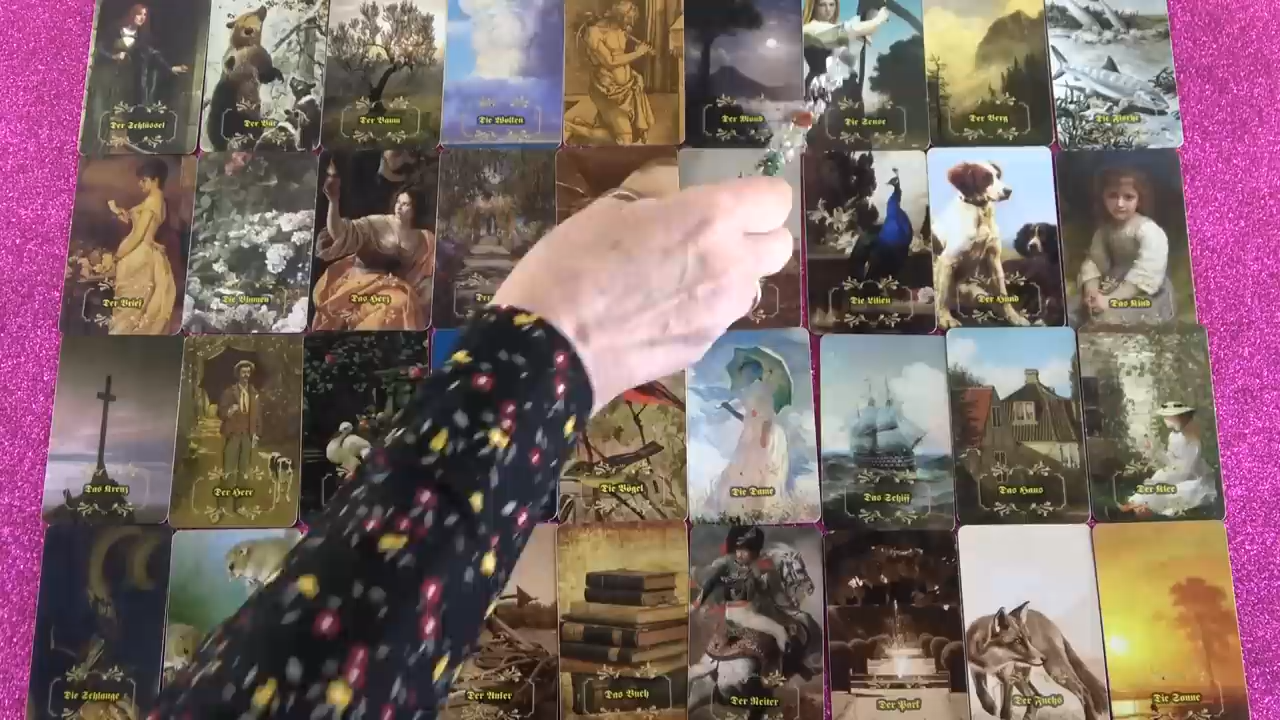 Der Schlüssel
Der Bär
Der Baum
Die Wolken
Der Mond
Die Sense
Der Berg
Die Fische
Der Brief
Die Blumen
Das Herz
Der
Die Lilien
Der Hund
Das Kind
Das Kreuz
Der Herr
Die Vögel
Die Dame
Das Schiff
Das Haus
Der Klee
Die Schlange
Der Anker
Das Buch
Der Reiter
Der Park
Der Fuchs
Die Sonne